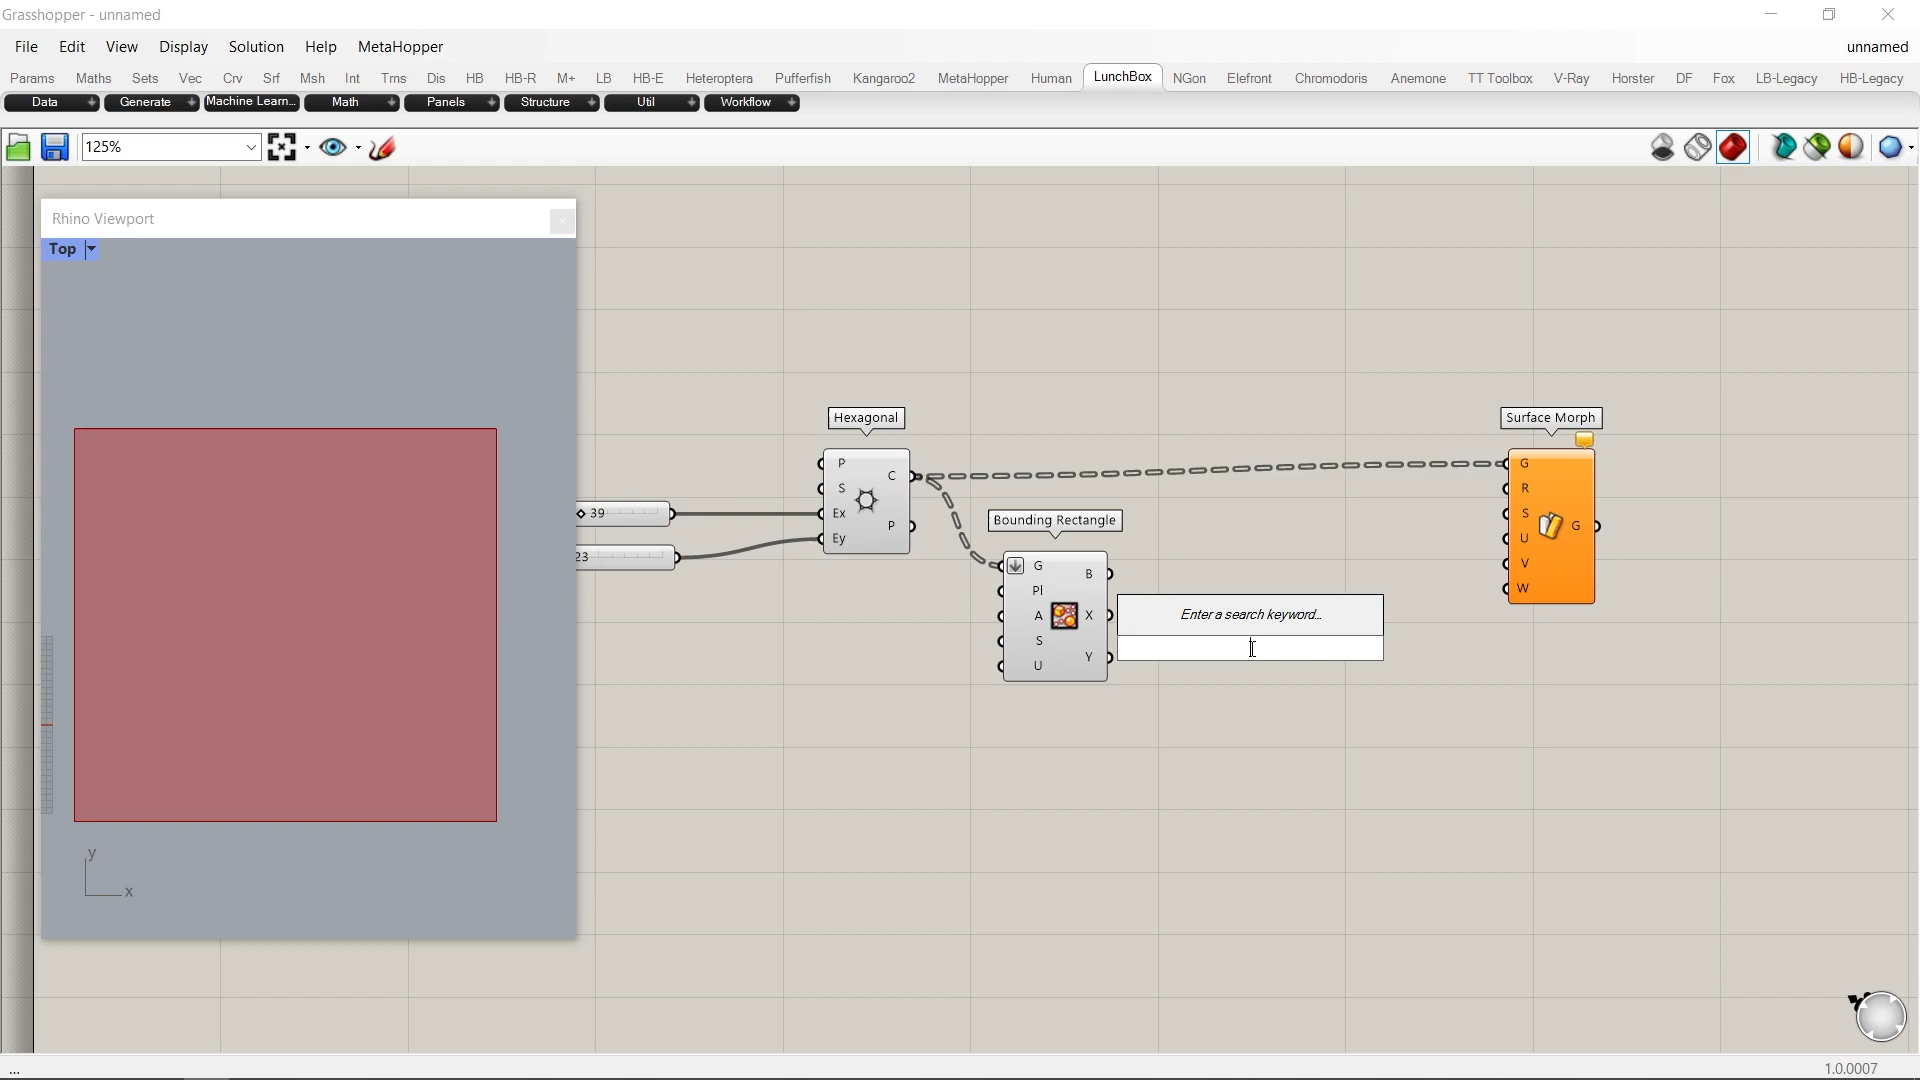 Grasshopper - unnamed
File Edit View Display Solution Help MetaHopper unnamed
Params Maths Sets Vec Crv Srf Msh Int Trns Dis HB HB-R M+ LB HB-E Heteroptera Pufferfish Kangaroo2 MetaHopper Human LunchBox NGon Elefront Chromodoris Anemone TT Toolbox V-Ray Horster DF Fox LB-Legacy HB-Legacy
Data Generate Machine Learn... Math Panels Structure Util Workflow
125%
Rhino Viewport
Top
y
x
39
23
Hexagonal
P
S
Ex
Ey
C
P
Bounding Rectangle
G
Pl
A
S
U
B
X
Y
Enter a search keyword...
Surface Morph
G
R
S
U
V
W
G
...
1.0.0007